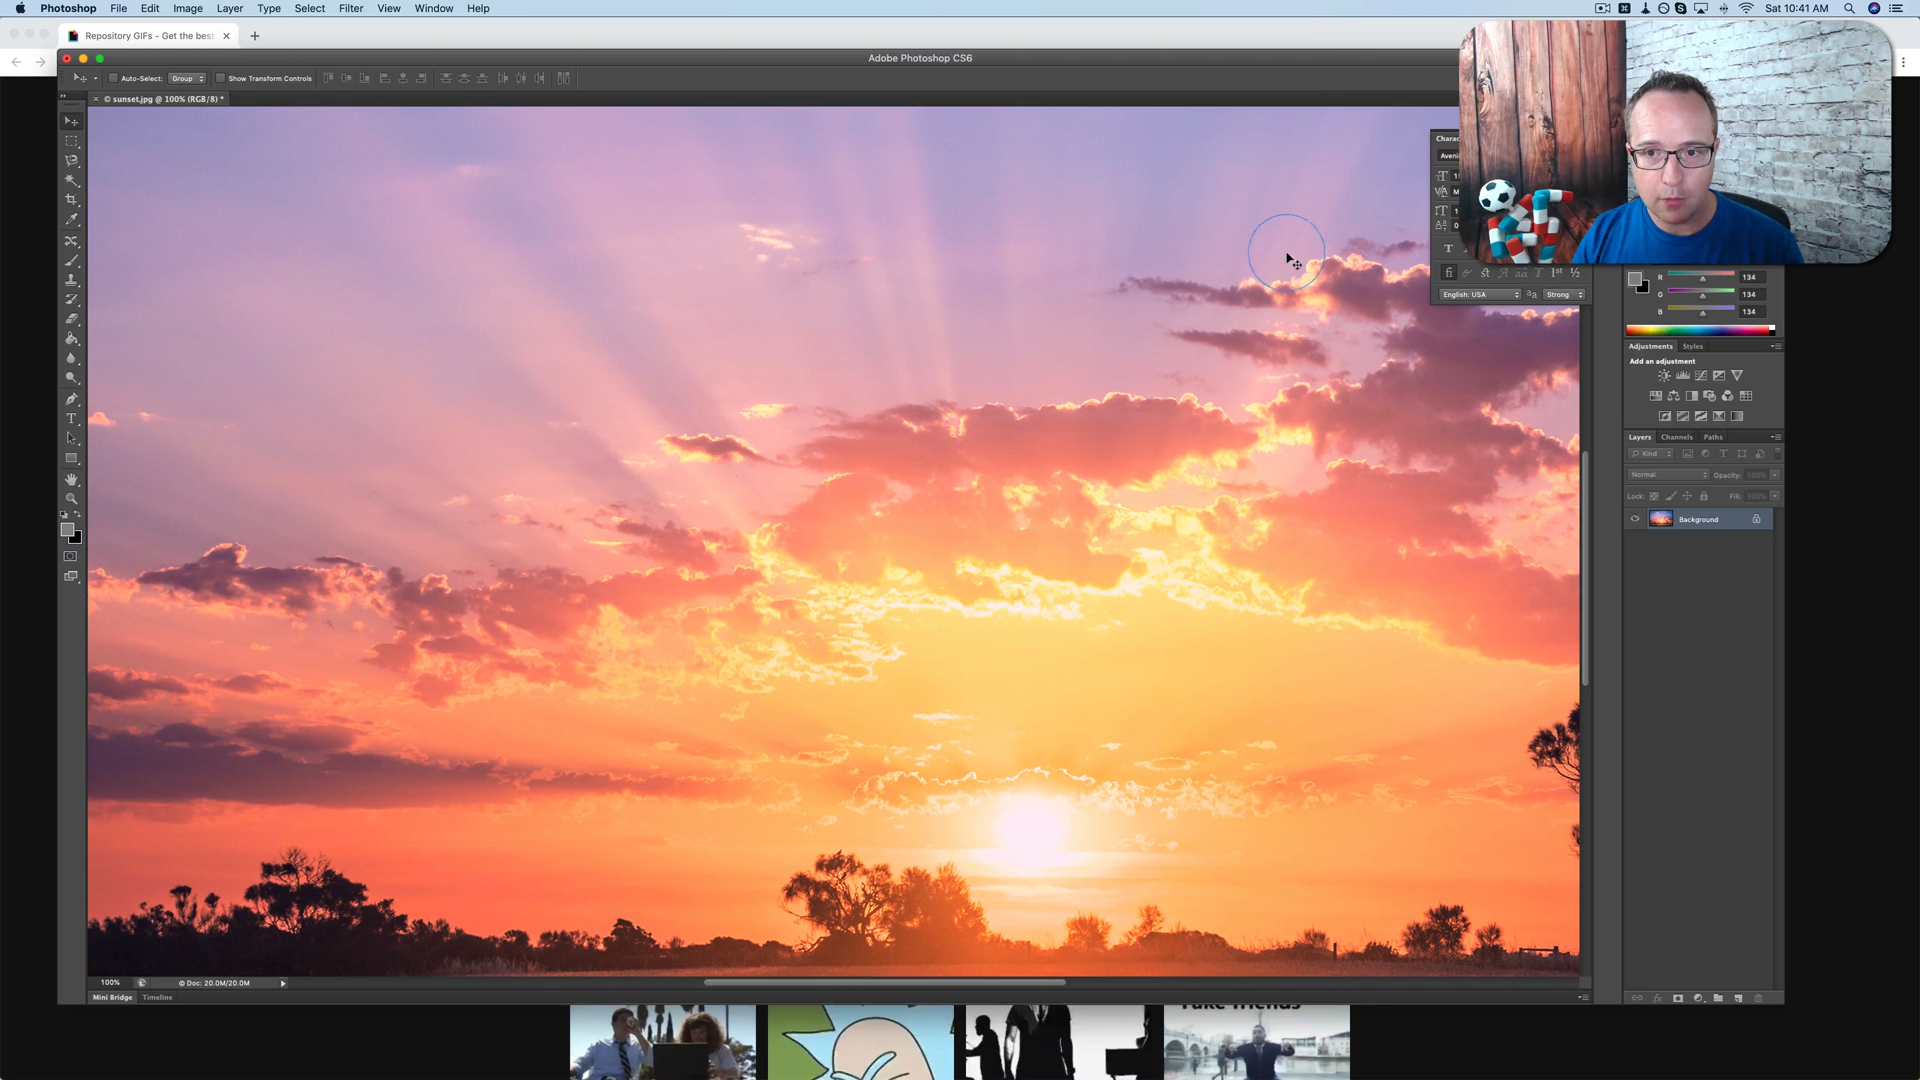 Photoshop File Edit Image Layer Type Select Filter View Window Help Sat 10:41 AM
Repository GIFs - Get the best
Adobe Photoshop CS6
Auto-Select: Group Show Transform Controls
© sunset.jpg @ 100% (RGB/8) *
English: USA aa Strong
R 134
G 134
B 134
Adjustments Styles
Add an adjustment
Layers Channels Paths
Kind
Normal Opacity: 100%
Lock: Fill: 100%
Background
100% © Doc: 20.0M/20.0M
Mini Bridge Timeline